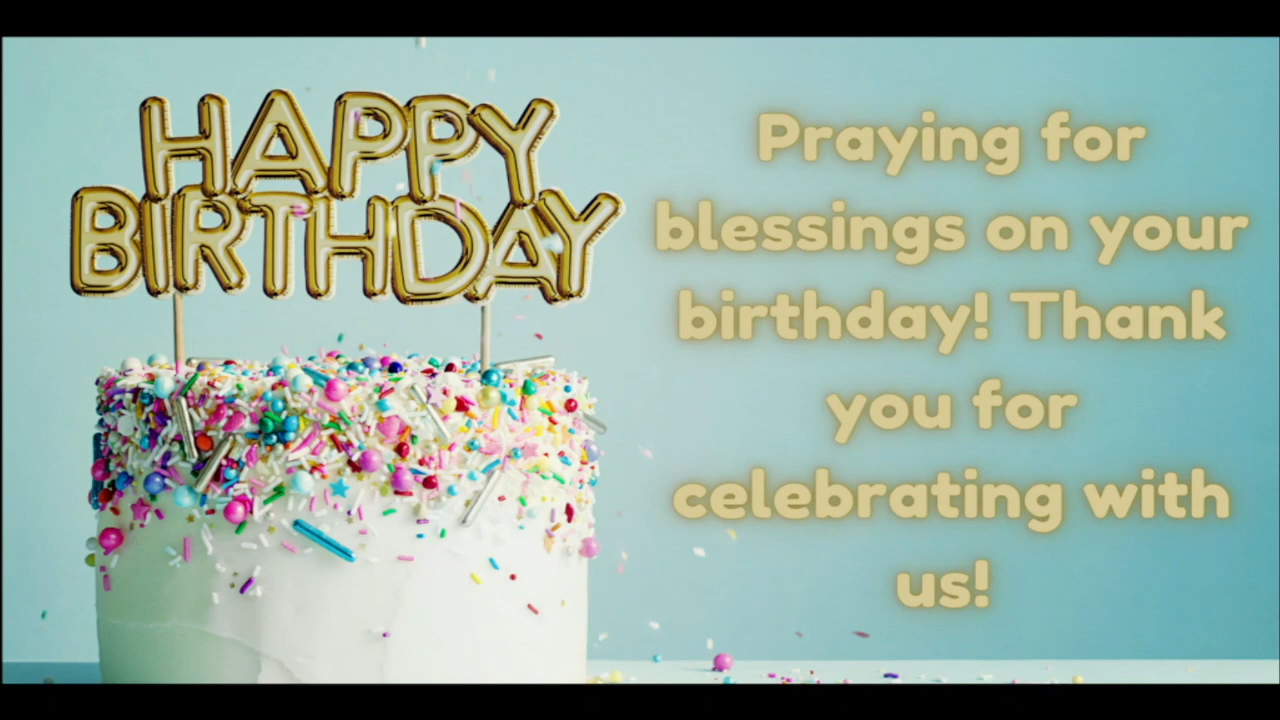 HAPPY
BIRTHDAY
Praying for
blessings on your
birthday! Thank
you for
celebrating with
us!